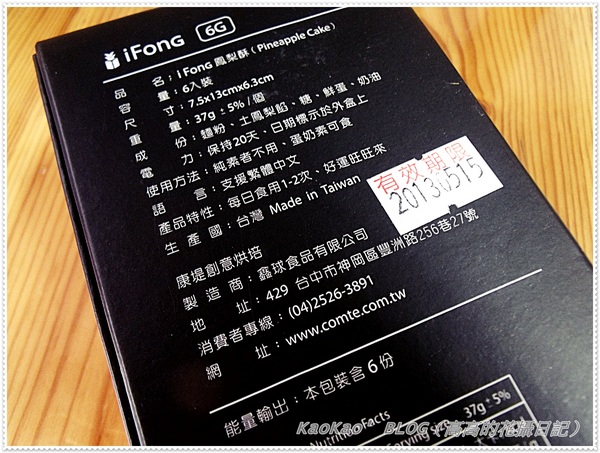 iFong 6G
品名：iFong鳳梨酥（Pineapple Cake）
容量：6入裝
尺寸：7.5x13cmx6.3cm
重量：37g±5%/個
成份：麵粉、土鳳梨餡、糖、鮮蛋、奶油
電力：保持20天、日期標示於外盒上
使用方法：純素者不用、蛋奶素可食
語言：支援繁體中文
產品特性：每日食用1-2次、好運旺旺來
生產國：台灣 Made in Taiwan
有效期限
20130515
康堤創意烘焙
製造商：鑫球食品有限公司
地址：429 台中市神岡區豐洲路256巷27號
消費者專線：(04)2526-3891
網址：www.comte.com.tw
能量輸出：本包裝含6份
Nutrition Facts
Serving size 37g±5%
KaoKao BLOG（高高的花攝日記）